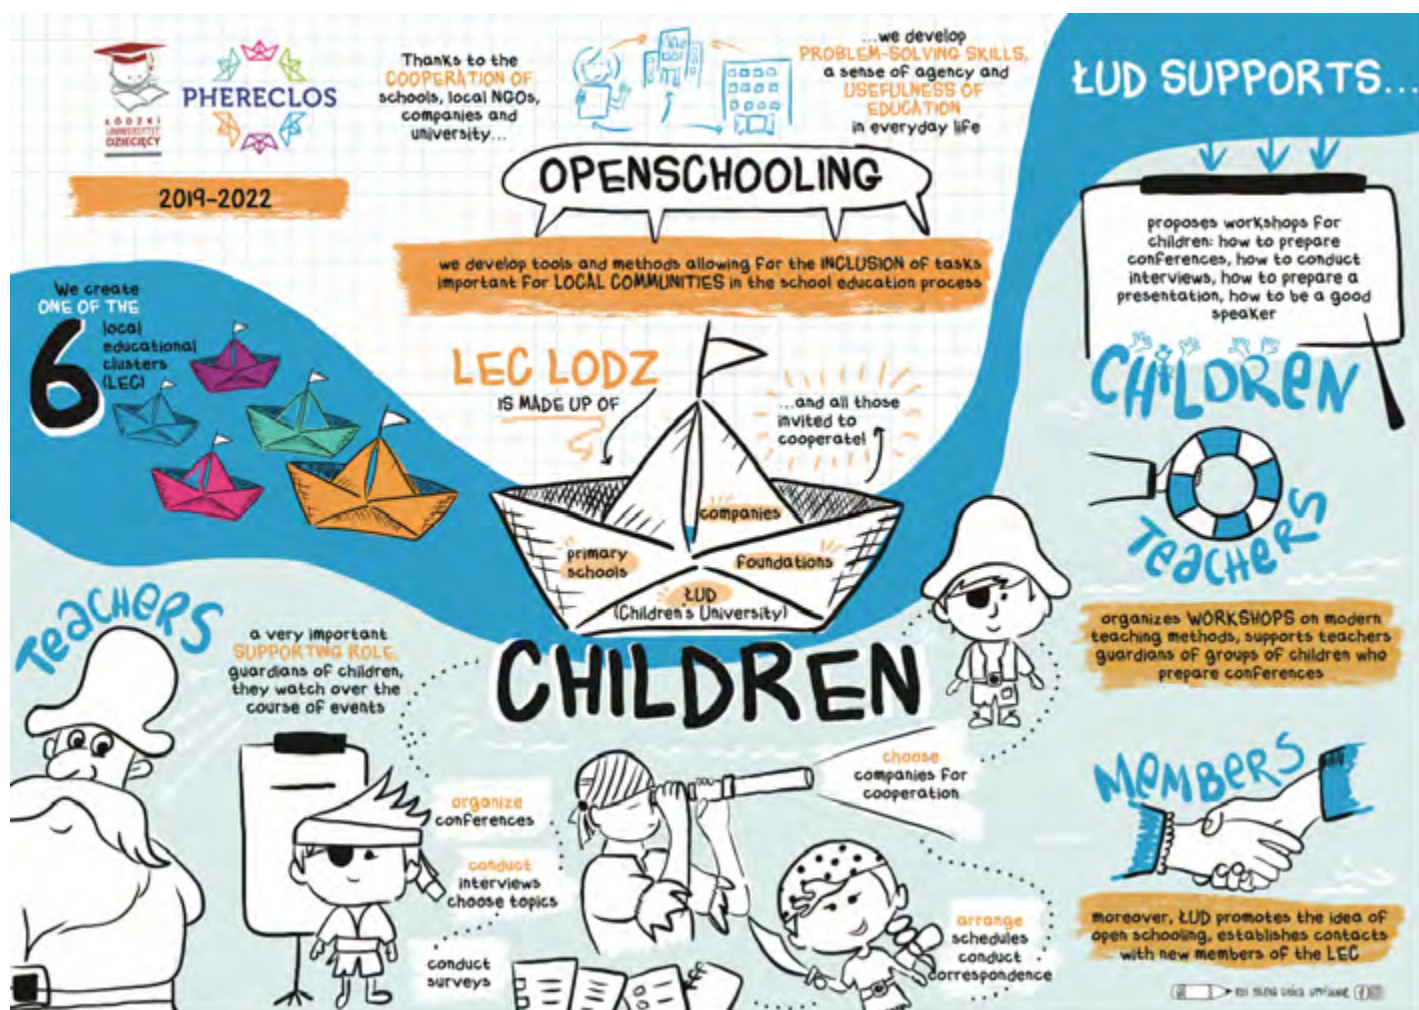 ŁÓDZKI
UNIWERSYTET
DZIECIĘCY
PHERECLOS
2019-2022
Thanks to the
COOPERATION OF
schools, local NGOs,
companies and
university...
...we develop
PROBLEM-SOLVING SKILLS,
a sense of agency and
USEFULNESS OF
EDUCATION
in everyday life
OPENSCHOOLING
we develop tools and methods allowing for the INCLUSION of tasks
important for LOCAL COMMUNITIES in the school education process
We create
ONE OF THE
6
local
educational
clusters
(LEC)
LEC LODZ
IS MADE UP OF
...and all those
invited to
cooperate!
companies
primary
schools
foundations
ŁUD
(Children's University)
TEACHERS
a very important
SUPPORTING ROLE,
guardians of children,
they watch over the
course of events
CHILDREN
organize
conferences
conduct
interviews
choose topics
conduct
surveys
choose
companies for
cooperation
arrange
schedules
conduct
correspondence
ŁUD SUPPORTS...
proposes workshops for
children: how to prepare
conferences, how to conduct
interviews, how to prepare a
presentation, how to be a good
speaker
CHILDREN
TEACHERS
organizes WORKSHOPS on modern
teaching methods, supports teachers
guardians of groups of children who
prepare conferences
MEMBERS
moreover, ŁUD promotes the idea of
open schooling, establishes contacts
with new members of the LEC